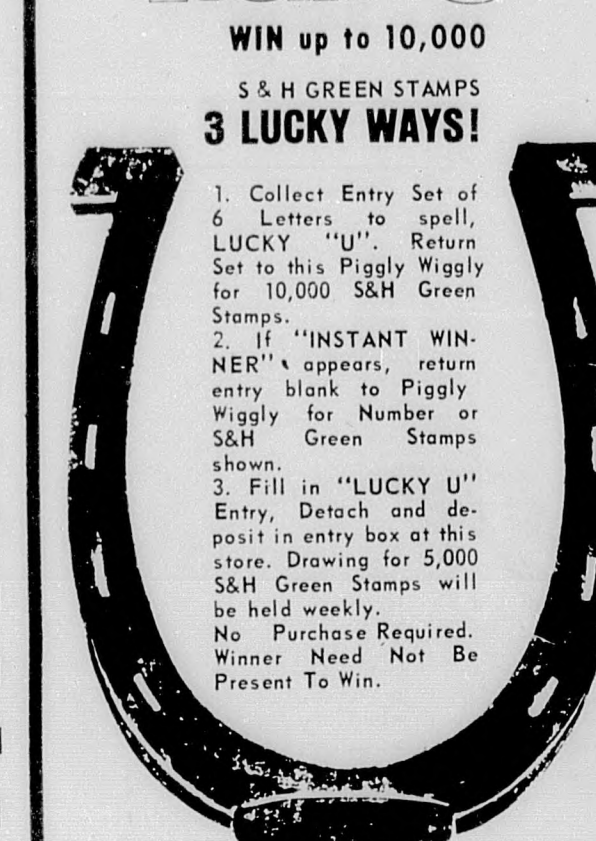 WIN up to 10,000
S & H GREEN STAMPS
3 LUCKY WAYS!
1. Collect Entry Set of
6 Letters to spell,
LUCKY "U". Return
Set to this Piggly Wiggly
for 10,000 S&H Green
Stamps.
2. If "INSTANT WIN-
NER" appears, return
entry blank to Piggly
Wiggly for Number or
S&H Green Stamps
shown.
3. Fill in "LUCKY U"
Entry, Detach and de-
posit in entry box at this
store. Drawing for 5,000
S&H Green Stamps will
be held weekly.
No Purchase Required.
Winner Need Not Be
Present To Win.